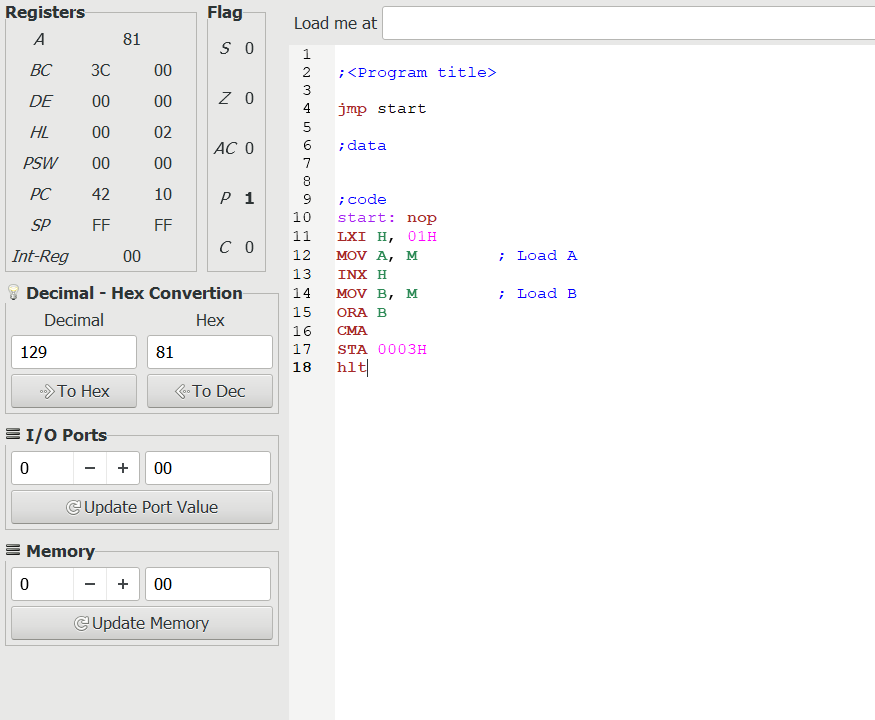 Registers
A 81
BC 3C 00
DE 00 00
HL 00 02
PSW 00 00
PC 42 10
SP FF FF
Int-Reg 00
Flag
S 0
Z 0
AC 0
P 1
C 0
Decimal - Hex Convertion
Decimal Hex
129 81
To Hex To Dec
I/O Ports
0 − + 00
Update Port Value
Memory
0 − + 00
Update Memory
Load me at
1
2 ;<Program title>
3
4 jmp start
5
6 ;data
7
8
9 ;code
10 start: nop
11 LXI H, 01H
12 MOV A, M ; Load A
13 INX H
14 MOV B, M ; Load B
15 ORA B
16 CMA
17 STA 0003H
18 hlt